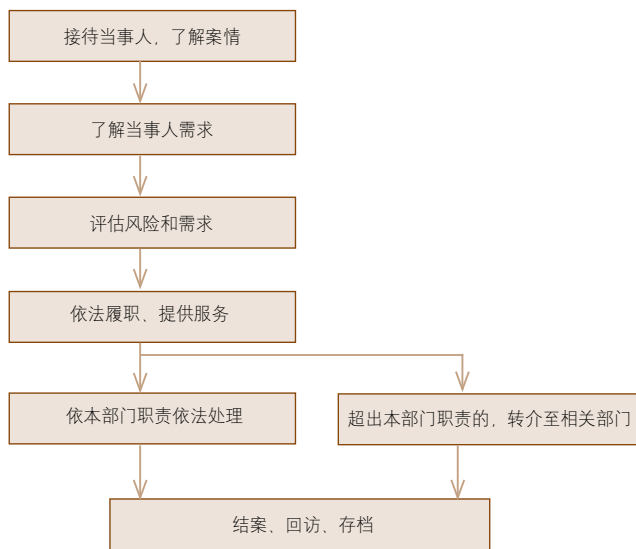 接待当事人，了解案情
了解当事人需求
评估风险和需求
依法履职、提供服务
依本部门职责依法处理
超出本部门职责的，转介至相关部门
结案、回访、存档